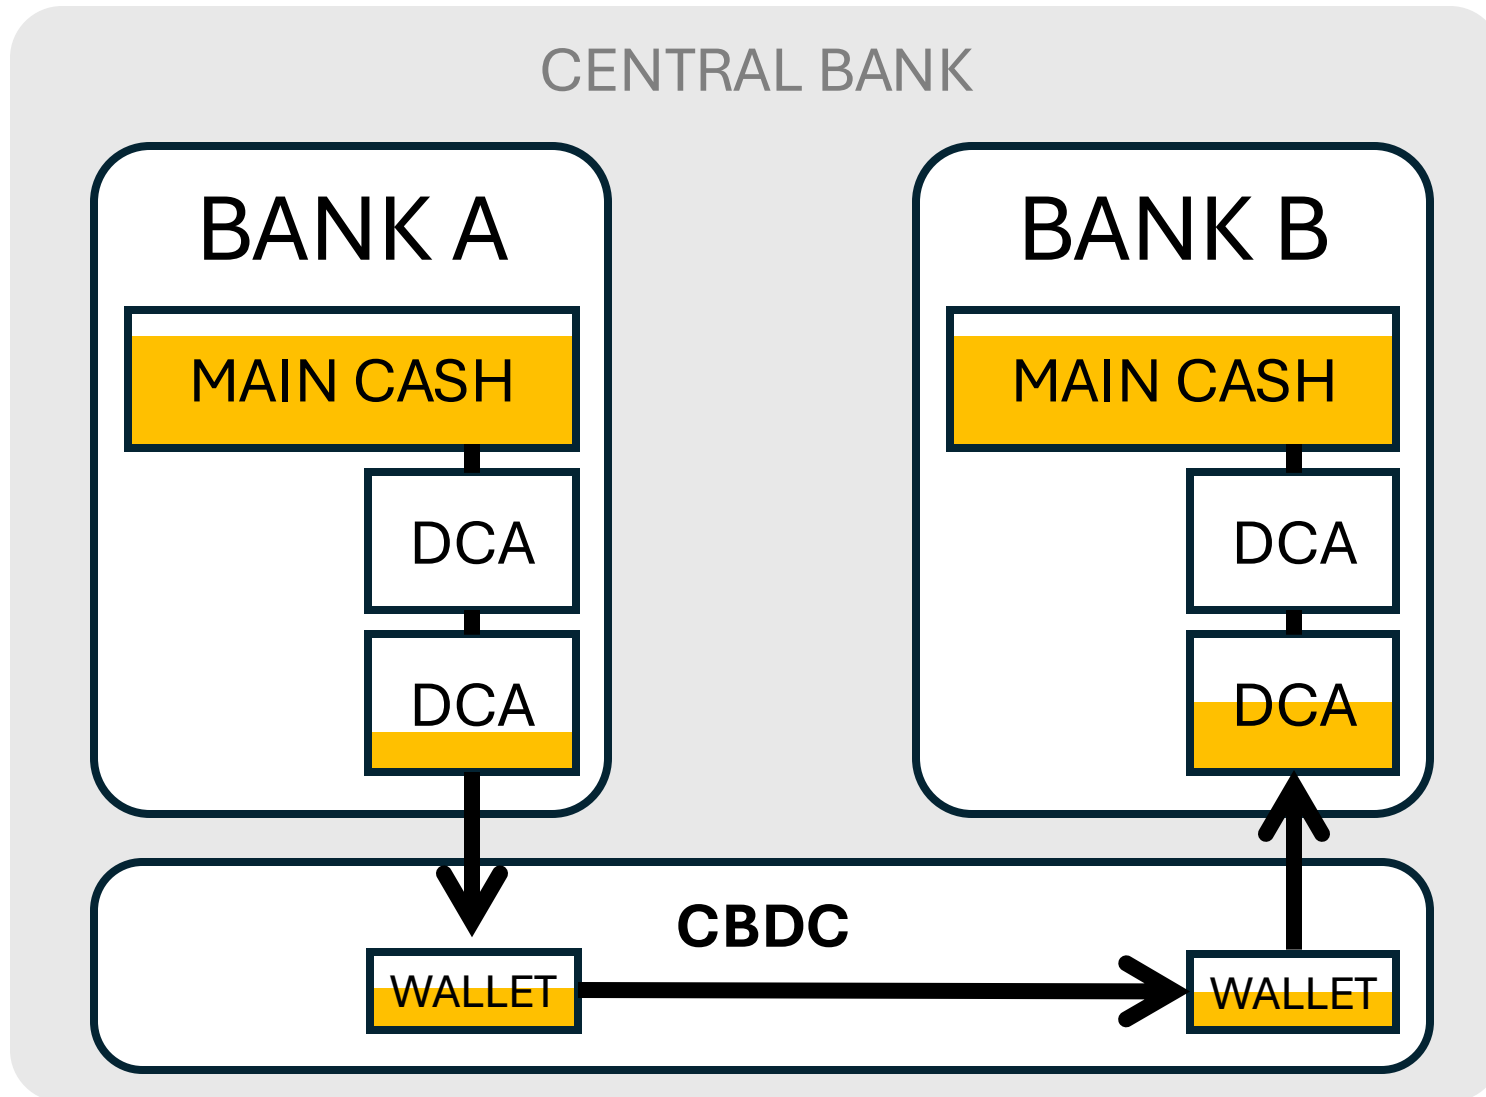 CENTRAL BANK
BANK A
MAIN CASH
DCA
DCA
BANK B
MAIN CASH
DCA
DCA
CBDC
WALLET
WALLET